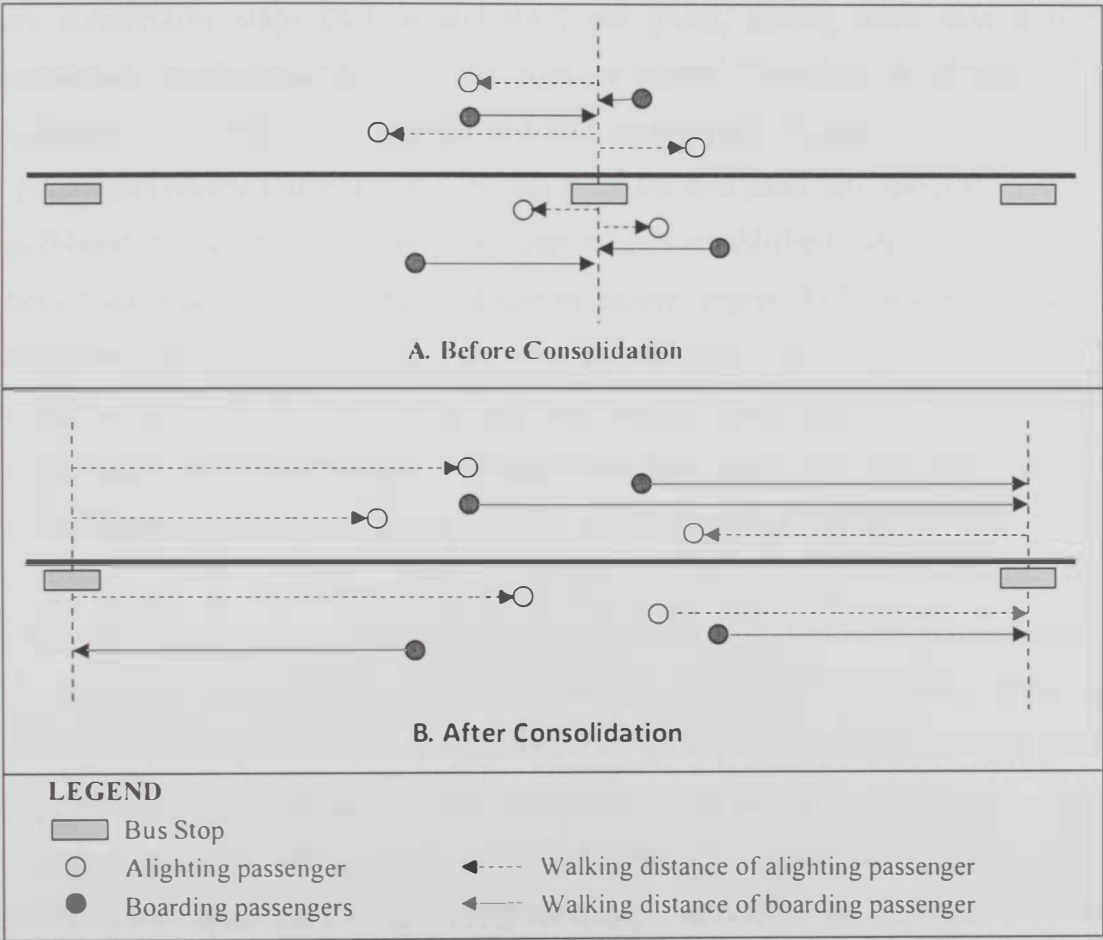 A. Before Consolidation
B. After Consolidation
LEGEND
Bus Stop
Alighting passenger
Walking distance of alighting passenger
Boarding passengers
Walking distance of boarding passenger